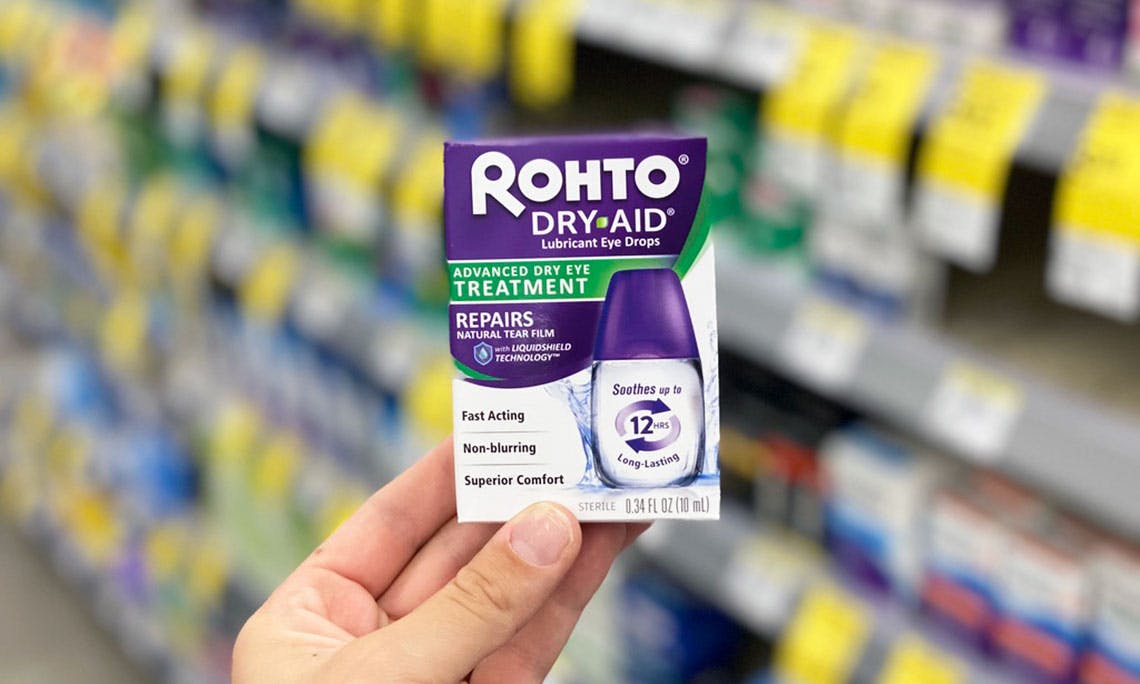 ROHTO®
DRY AID®
Lubricant Eye Drops
ADVANCED DRY EYE
TREATMENT
REPAIRS
NATURAL TEAR FILM
with LIQUIDSHIELD
TECHNOLOGY™
Fast Acting
Non-blurring
Superior Comfort
Soothes up to
12 HRS
Long-Lasting
STERILE 0.34 FL OZ (10 mL)